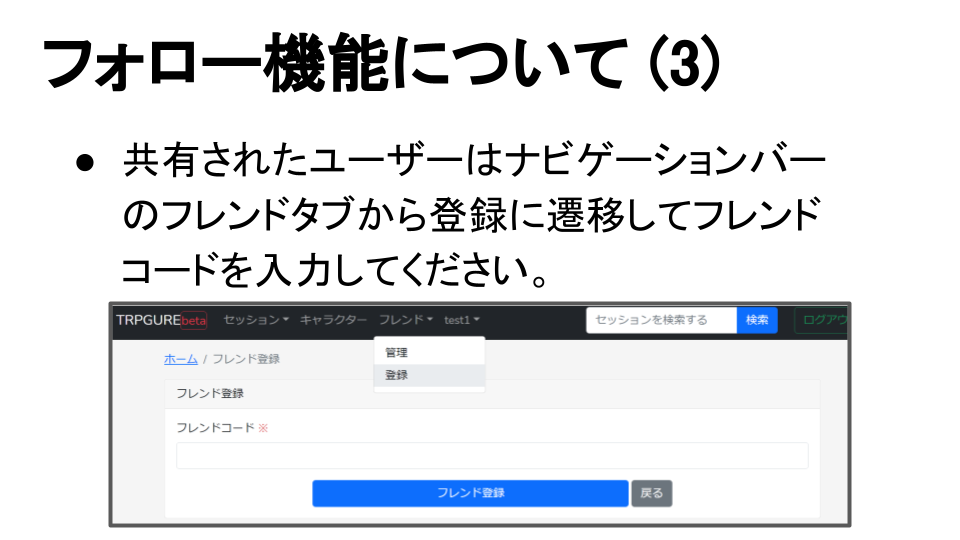 フォロー機能について (3)
● 共有されたユーザーはナビゲーションバー
のフレンドタブから登録に遷移してフレンド
コードを入力してください。
TRPGUREbeta セッション▼ キャラクター フレンド▼ test1▼ セッションを検索する 検索 ログアウ
管理
登録
ホーム / フレンド登録
フレンド登録
フレンドコード ※
フレンド登録 戻る